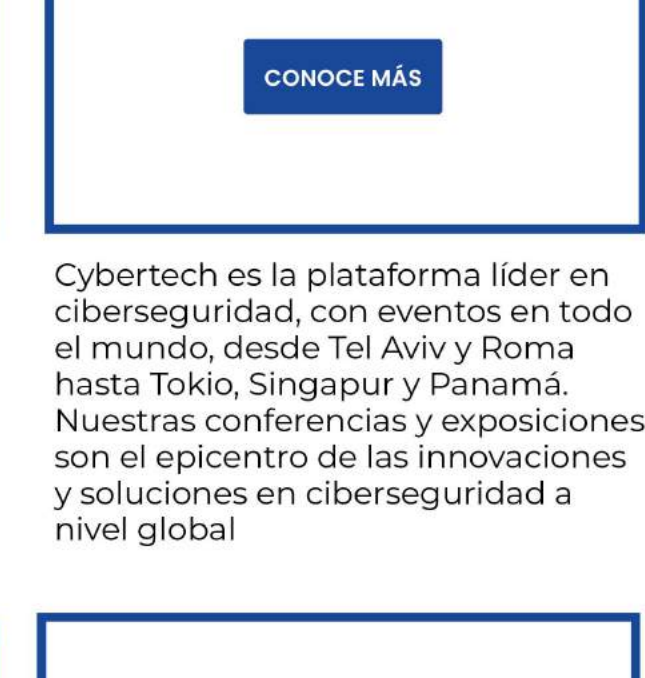 CONOCE MÁS
Cybertech es la plataforma líder en
ciberseguridad, con eventos en todo
el mundo, desde Tel Aviv y Roma
hasta Tokio, Singapur y Panamá.
Nuestras conferencias y exposiciones
son el epicentro de las innovaciones
y soluciones en ciberseguridad a
nivel global